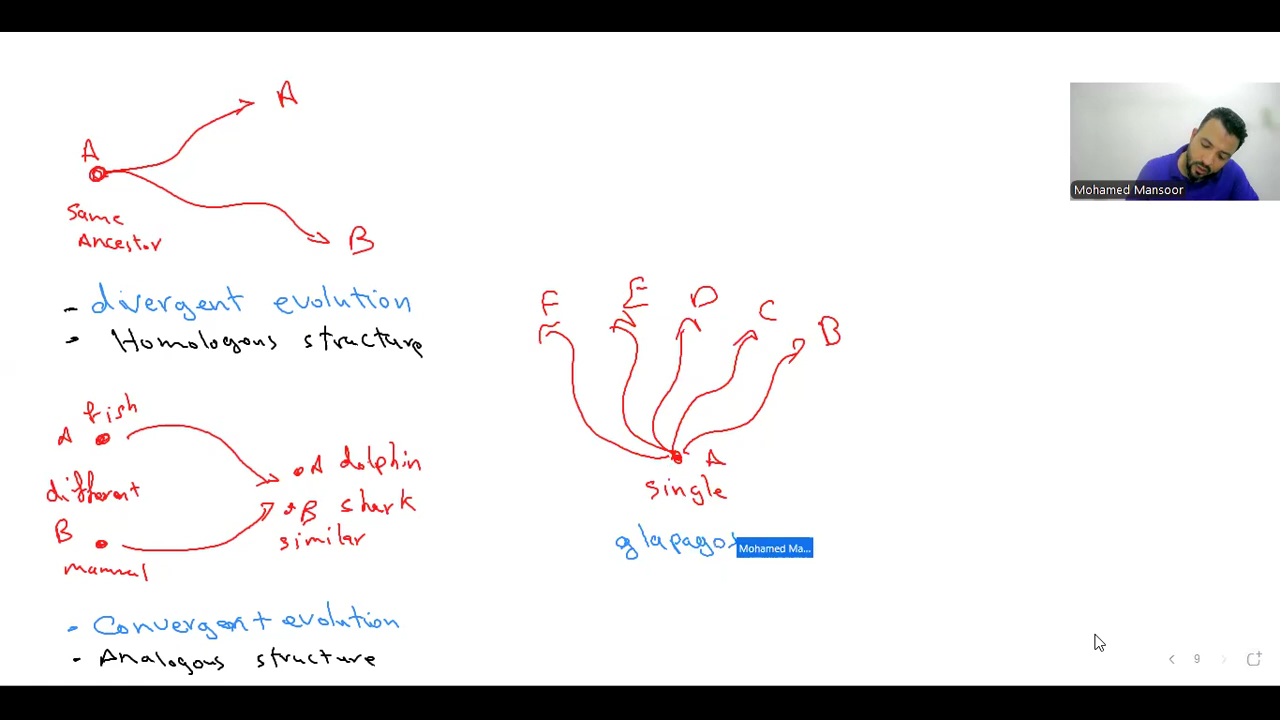 A
A
Same
Ancestor
B
- divergent evolution
- Homologous structure
A fish
different
B
mammal
A dolphin
B shark
similar
- Convergent evolution
- Analogous structure
F
E
D
C
B
A
single
glapagos
Mohamed Ma...
Mohamed Mansoor
9